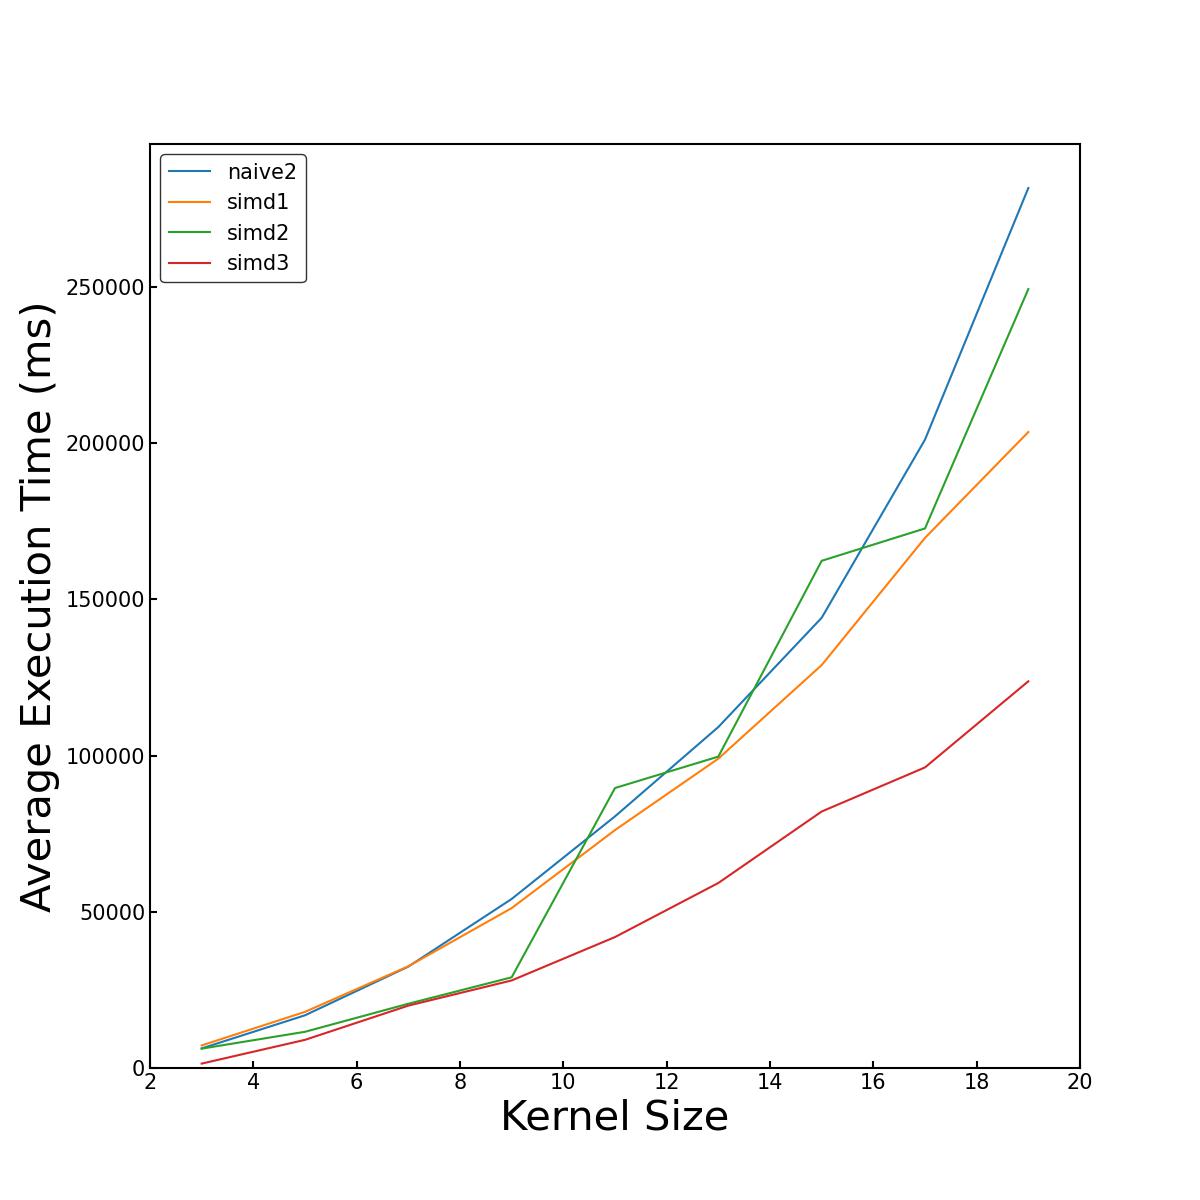 naive2
simd1
simd2
simd3
Average Execution Time (ms)
250000
200000
150000
100000
50000
0
2 4 6 8 10 12 14 16 18 20
Kernel Size